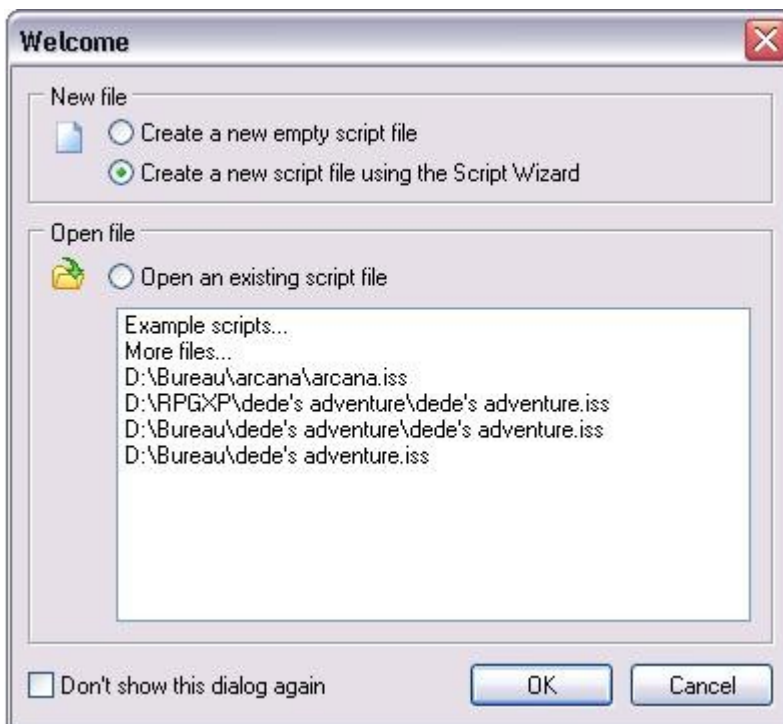 Welcome
New file
Create a new empty script file
Create a new script file using the Script Wizard
Open file
Open an existing script file
Example scripts...
More files...
D:\Bureau\arcana\arcana.iss
D:\RPGXP\dede's adventure\dede's adventure.iss
D:\Bureau\dede's adventure\dede's adventure.iss
D:\Bureau\dede's adventure.iss
Don't show this dialog again
OK
Cancel